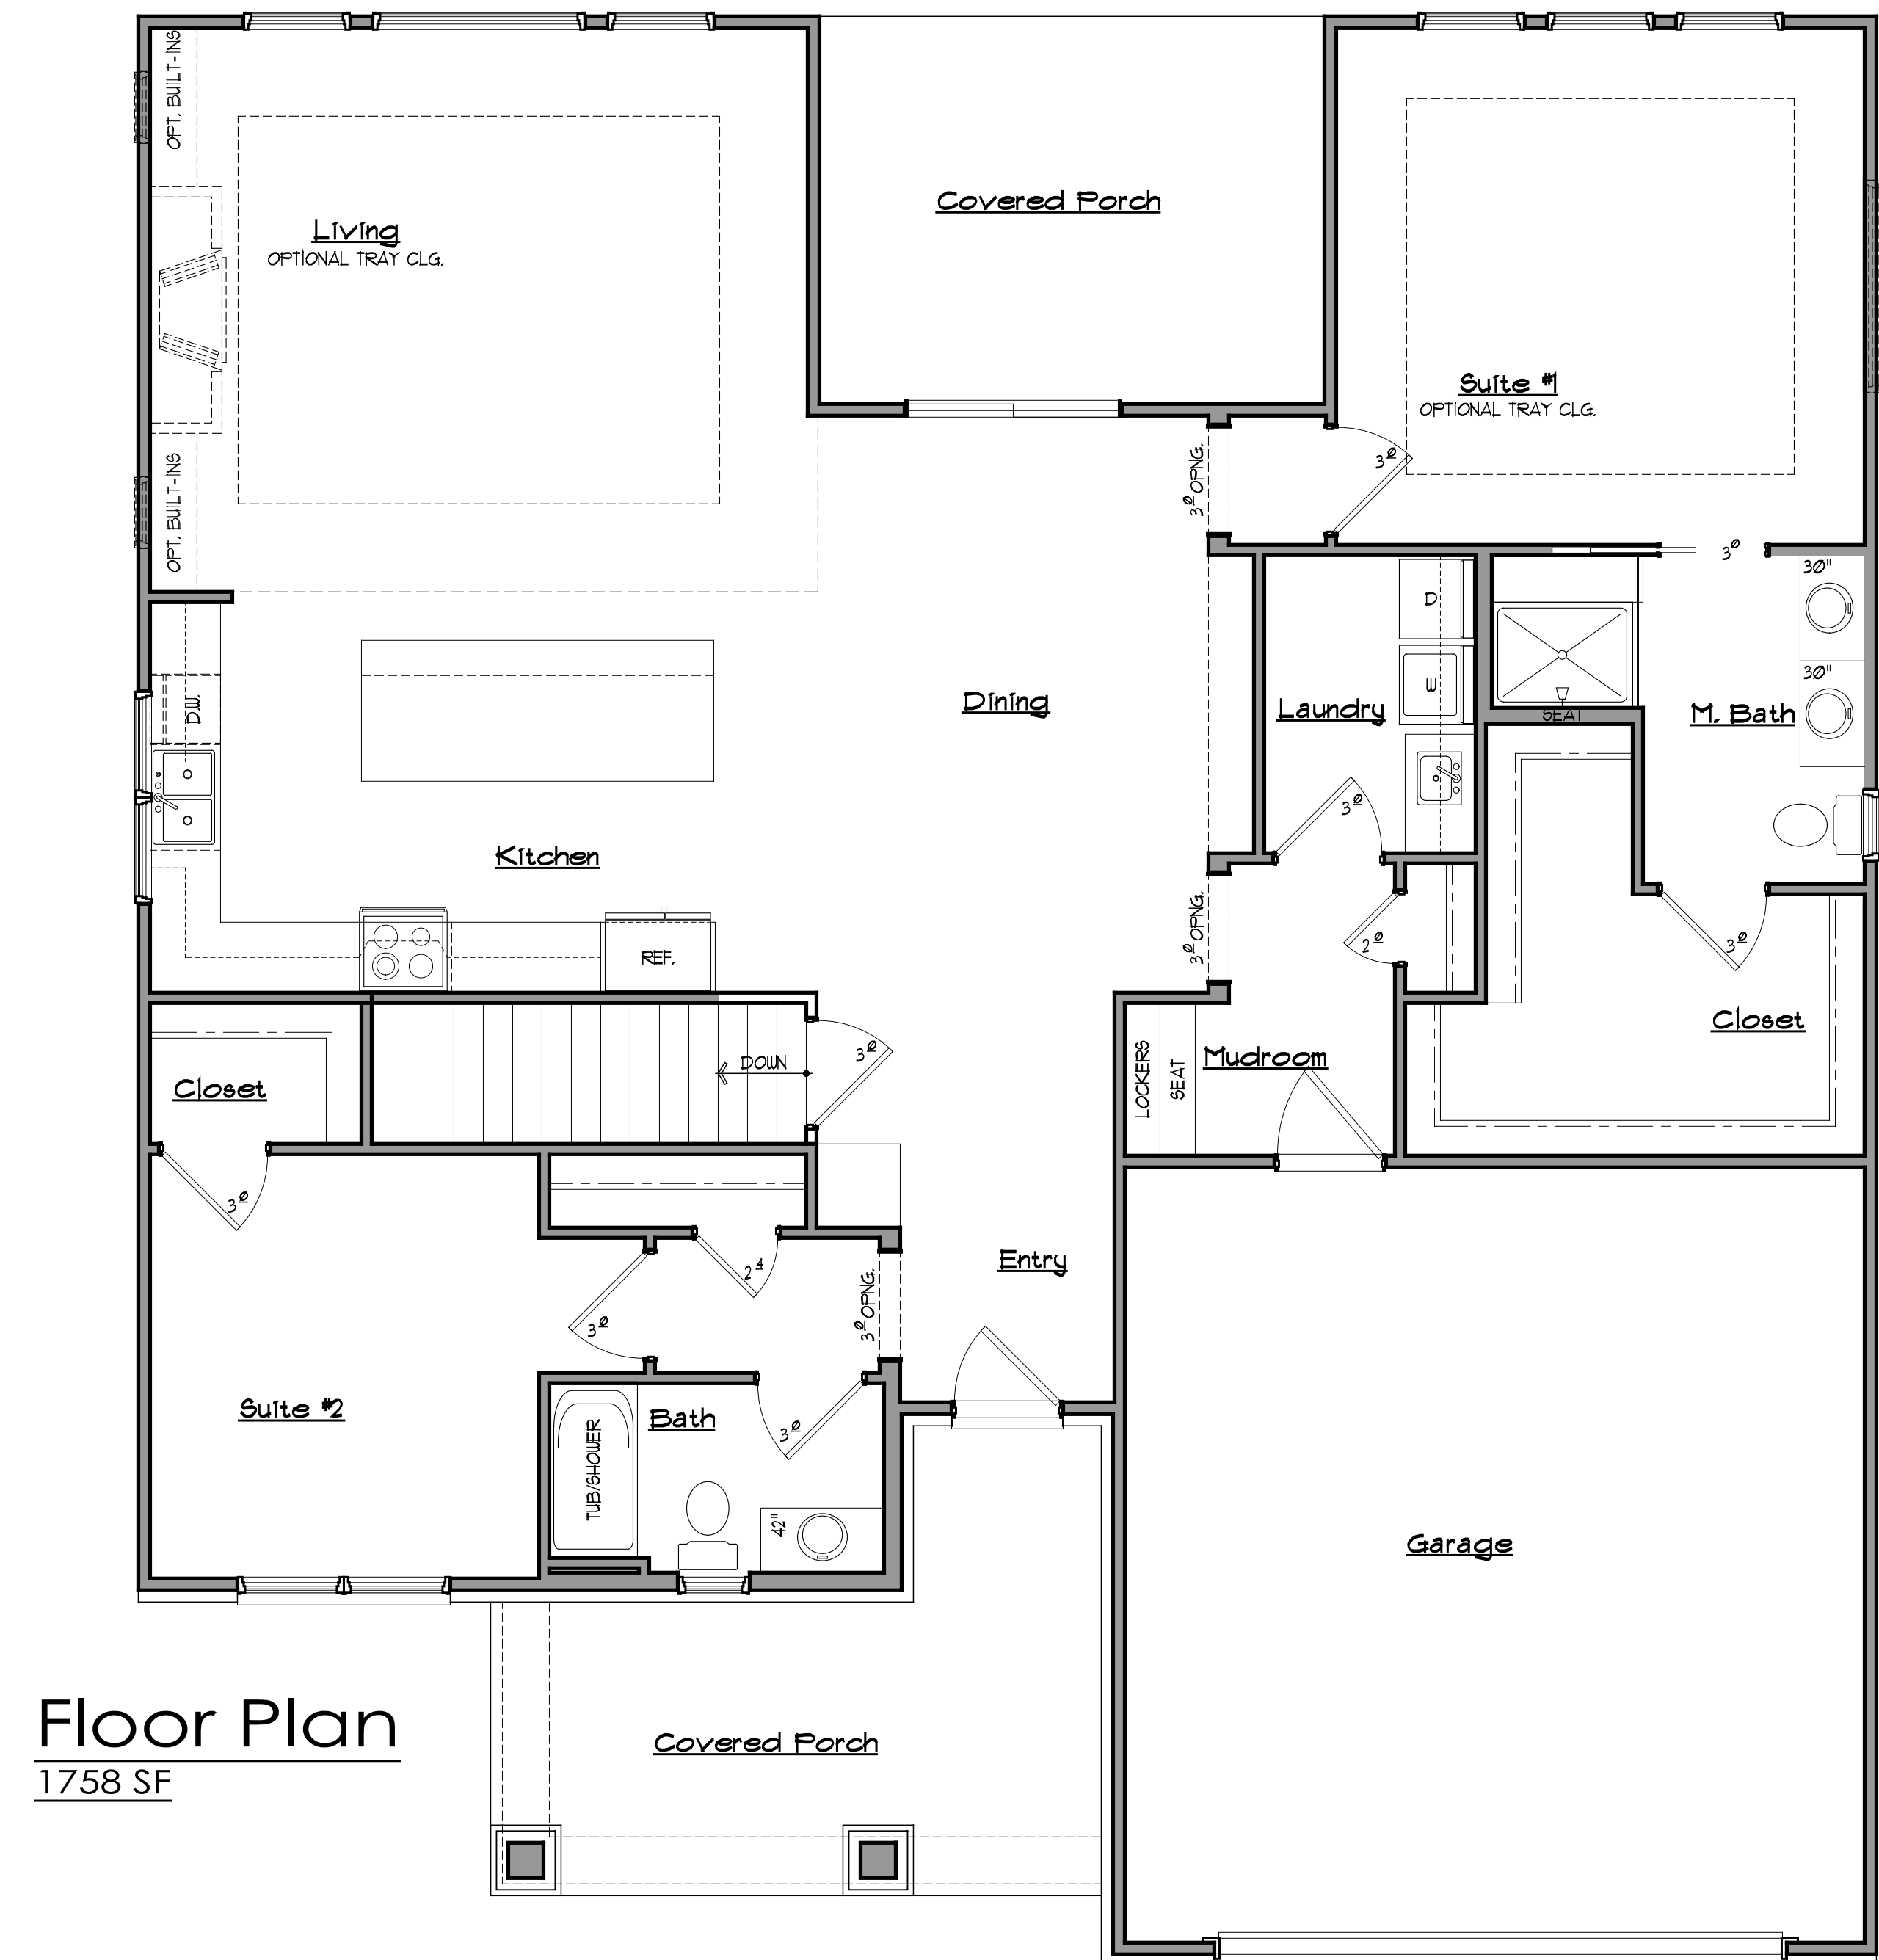 OPT. BUILT-INS
Living
OPTIONAL TRAY CLG.
Covered Porch
Suite #1
OPTIONAL TRAY CLG.
3⁰
3⁰ OPNG.
OPT. BUILT-INS
3⁰
30"
D
D.W.
Dining
Laundry
W
SEAT
M. Bath
30"
Kitchen
3⁰
REF.
3⁰ OPNG.
2⁰
3⁰
Closet
DOWN
3⁰
LOCKERS
SEAT
Mudroom
Closet
3⁰
2⁴
Entry
3⁰
3⁰ OPNG.
Suite #2
TUB/SHOWER
Bath
3⁰
42"
Garage
Floor Plan
1758 SF
Covered Porch